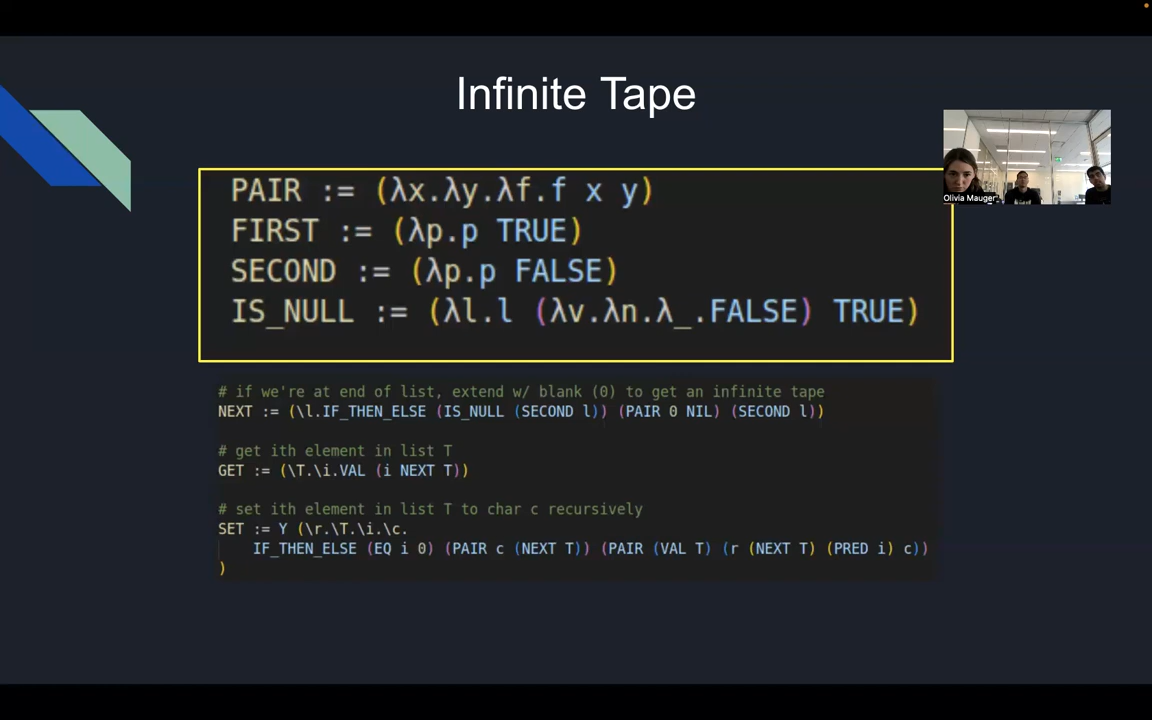 Infinite Tape
PAIR := (λx.λy.λf.f x y)
FIRST := (λp.p TRUE)
SECOND := (λp.p FALSE)
IS_NULL := (λl.l (λv.λn.λ_.FALSE) TRUE)
Olivia Mauger
# if we're at end of list, extend w/ blank (0) to get an infinite tape
NEXT := (\l.IF_THEN_ELSE (IS_NULL (SECOND l)) (PAIR 0 NIL) (SECOND l))
# get ith element in list T
GET := (\T.\i.VAL (i NEXT T))
# set ith element in list T to char c recursively
SET := Y (\r.\T.\i.\c.
IF_THEN_ELSE (EQ i 0) (PAIR c (NEXT T)) (PAIR (VAL T) (r (NEXT T) (PRED i) c))
)